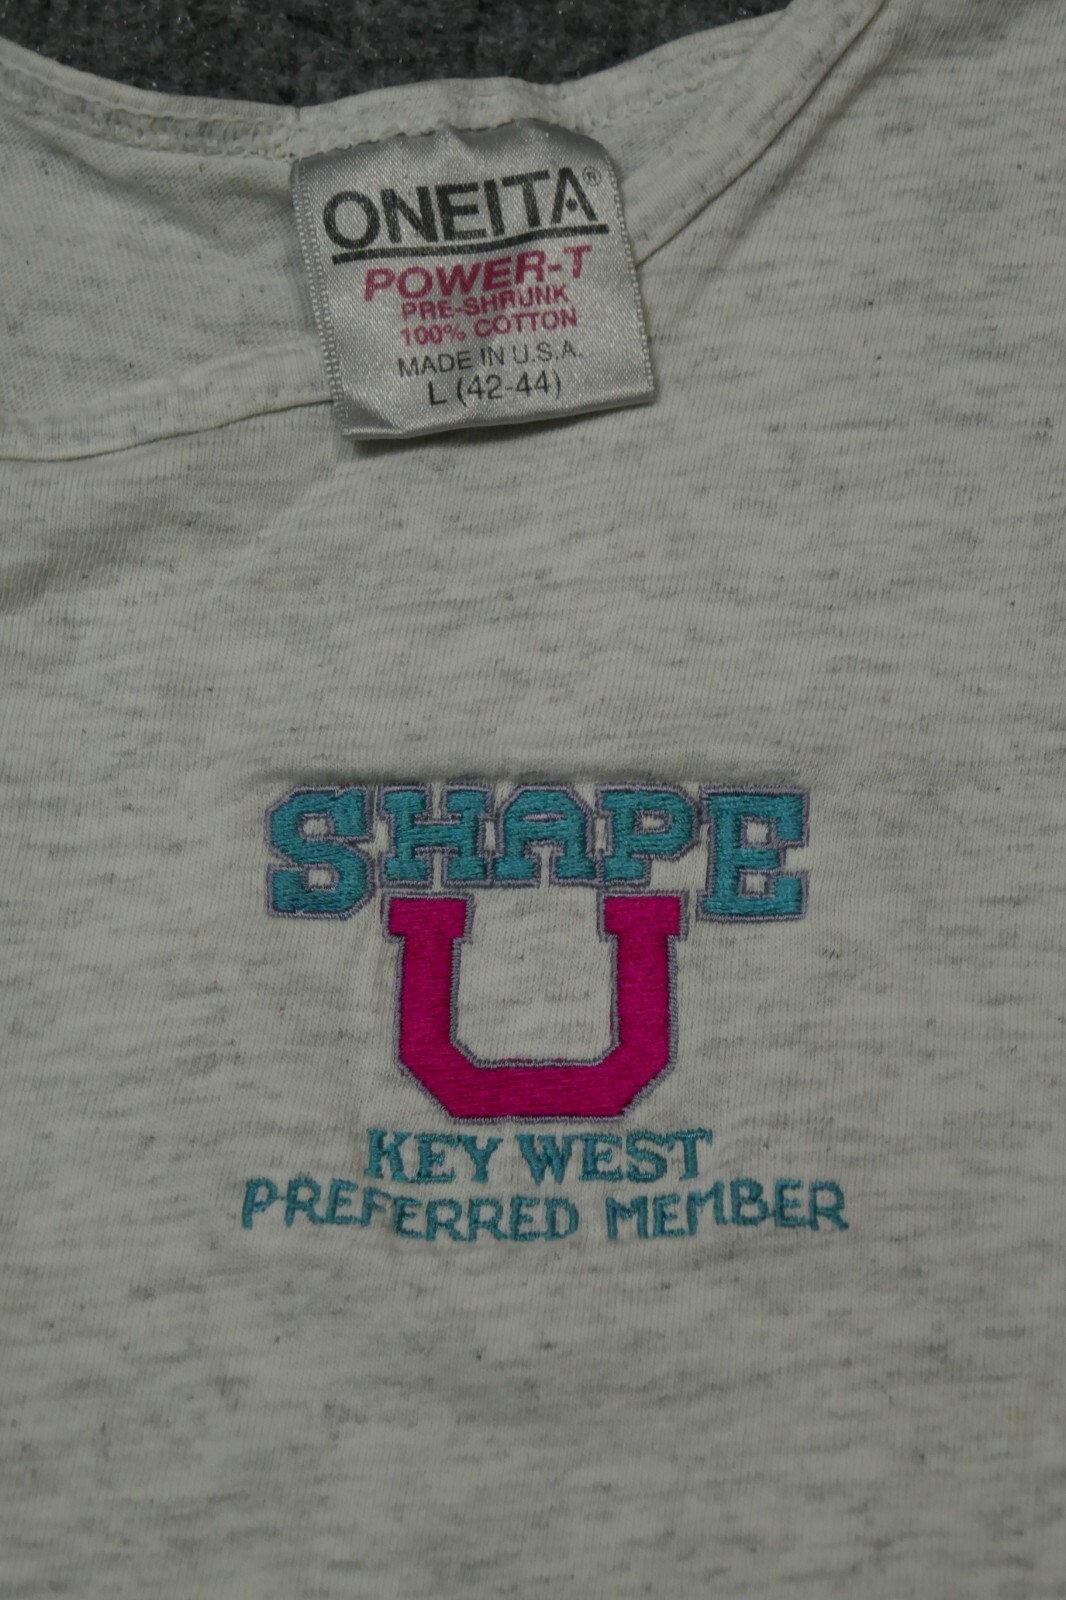 ONEITA®
POWER-T
PRE-SHRUNK
100% COTTON
MADE IN U.S.A.
L (42-44)
SHAPE
U
KEY WEST
PREFERRED MEMBER